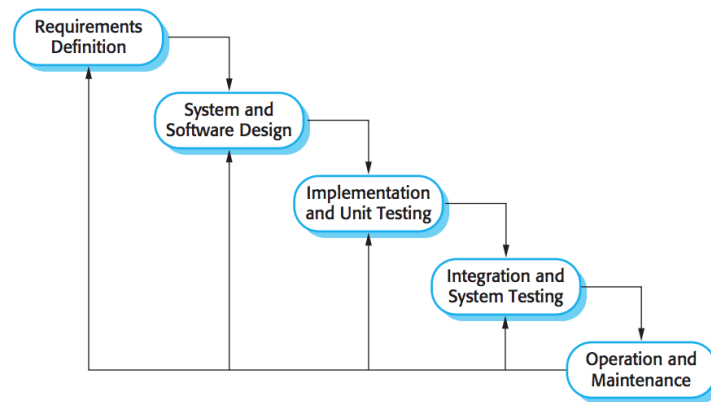 Requirements
Definition
System and
Software Design
Implementation
and Unit Testing
Integration and
System Testing
Operation and
Maintenance